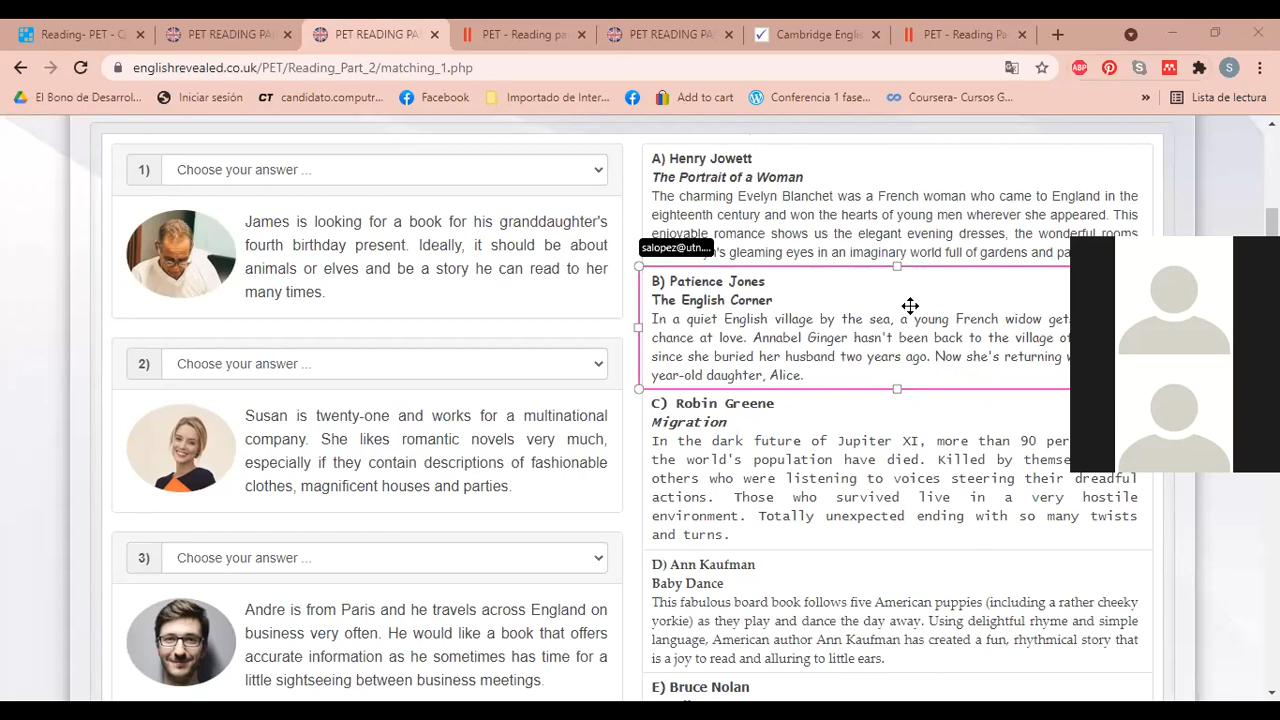 Reading- PET - C
PET READING PA
PET READING PA
PET - Reading pa
PET READING PA
Cambridge Englis
PET - Reading Pa
englishrevealed.co.uk/PET/Reading_Part_2/matching_1.php
ABP
S
El Bono de Desarrol...
Iniciar sesión
CT candidato.computr...
Facebook
Importado de Inter...
Add to cart
Conferencia 1 fase...
Coursera- Cursos G...
»
Lista de lectura
1) Choose your answer ...
James is looking for a book for his granddaughter's
fourth birthday present. Ideally, it should be about
animals or elves and be a story he can read to her
many times.
2) Choose your answer ...
Susan is twenty-one and works for a multinational
company. She likes romantic novels very much,
especially if they contain descriptions of fashionable
clothes, magnificent houses and parties.
3) Choose your answer ...
Andre is from Paris and he travels across England on
business very often. He would like a book that offers
accurate information as he sometimes has time for a
little sightseeing between business meetings.
A) Henry Jowett
The Portrait of a Woman
The charming Evelyn Blanchet was a French woman who came to England in the
eighteenth century and won the hearts of young men wherever she appeared. This
enjoyable romance shows us the elegant evening dresses, the wonderful rooms
salopez@utn....
gleaming eyes in an imaginary world full of gardens and
B) Patience Jones
The English Corner
In a quiet English village by the sea, a young French widow
chance at love. Annabel Ginger hasn't been back to the village
since she buried her husband two years ago. Now she's returning
year-old daughter, Alice.
C) Robin Greene
Migration
In the dark future of Jupiter XI, more than 90
the world's population have died. Killed by
others who were listening to voices steering their dreadful
actions. Those who survived live in a very hostile
environment. Totally unexpected ending with so many twists
and turns.
D) Ann Kaufman
Baby Dance
This fabulous board book follows five American puppies (including a rather cheeky
yorkie) as they play and dance the day away. Using delightful rhyme and simple
language, American author Ann Kaufman has created a fun, rhythmical story that
is a joy to read and alluring to little ears.
E) Bruce Nolan